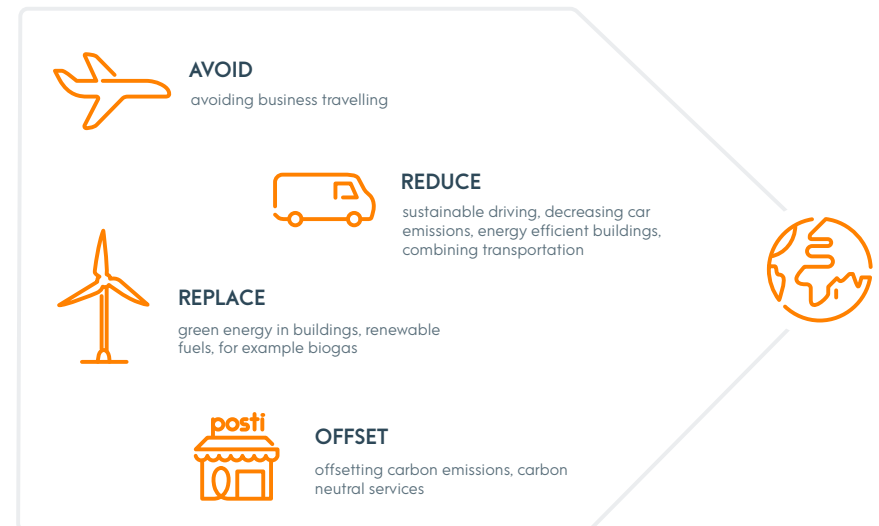 AVOID
avoiding business travelling
REDUCE
sustainable driving, decreasing car
emissions, energy efficient buildings,
combining transportation
REPLACE
green energy in buildings, renewable
fuels, for example biogas
posti
OFFSET
offsetting carbon emissions, carbon
neutral services